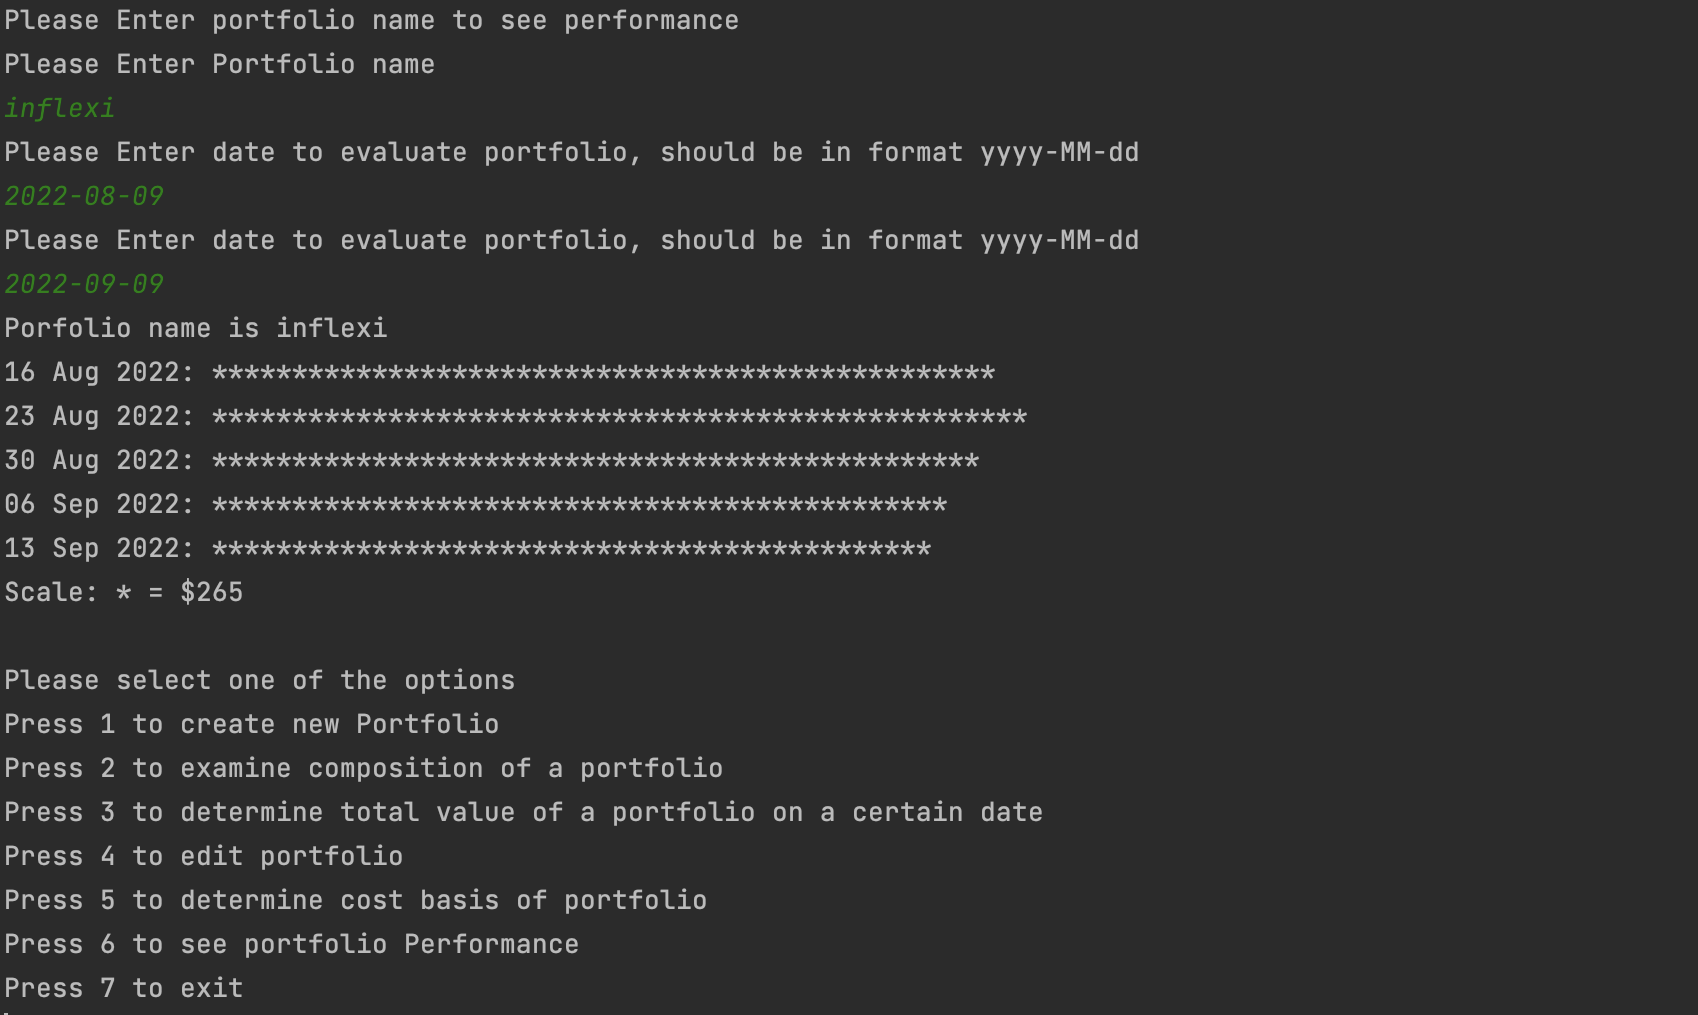 Please Enter portfolio name to see performance
Please Enter Portfolio name
inflexi
Please Enter date to evaluate portfolio, should be in format yyyy-MM-dd
2022-08-09
Please Enter date to evaluate portfolio, should be in format yyyy-MM-dd
2022-09-09
Porfolio name is inflexi
16 Aug 2022: *************************************************
23 Aug 2022: ***************************************************
30 Aug 2022: ************************************************
06 Sep 2022: **********************************************
13 Sep 2022: *********************************************
Scale: * = $265
Please select one of the options
Press 1 to create new Portfolio
Press 2 to examine composition of a portfolio
Press 3 to determine total value of a portfolio on a certain date
Press 4 to edit portfolio
Press 5 to determine cost basis of portfolio
Press 6 to see portfolio Performance
Press 7 to exit